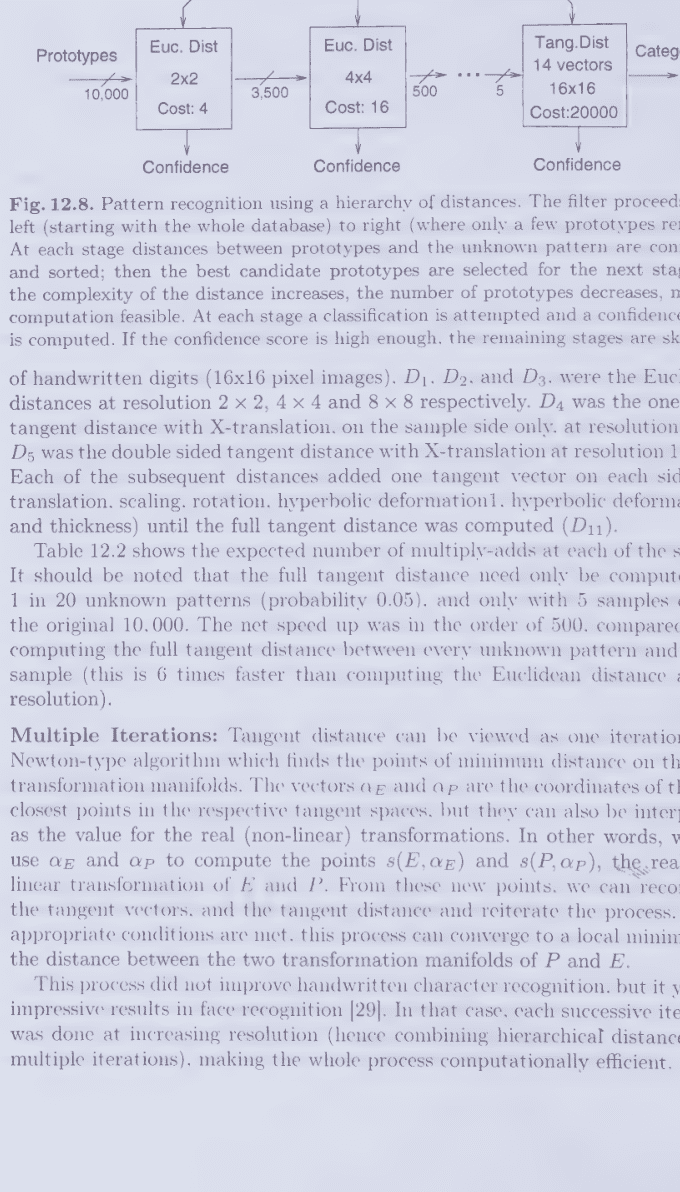 Prototypes
10,000
Euc. Dist
2x2
Cost: 4
Confidence
3,500
Euc. Dist
4x4
Cost: 16
Confidence
500
...
5
Tang.Dist
14 vectors
16x16
Cost:20000
Confidence
Categ
Fig. 12.8. Pattern recognition using a hierarchy of distances. The filter proceed
left (starting with the whole database) to right (where only a few prototypes re
At each stage distances between prototypes and the unknown pattern are com
and sorted; then the best candidate prototypes are selected for the next sta
the complexity of the distance increases, the number of prototypes decreases, m
computation feasible. At each stage a classification is attempted and a confidenc
is computed. If the confidence score is high enough, the remaining stages are sk
of handwritten digits (16x16 pixel images). D₁, D₂, and D₃, were the Euc
distances at resolution 2 × 2, 4 × 4 and 8 × 8 respectively. D₄ was the one
tangent distance with X-translation, on the sample side only, at resolution
D₅ was the double sided tangent distance with X-translation at resolution 1
Each of the subsequent distances added one tangent vector on each sid
translation, scaling, rotation, hyperbolic deformation1, hyperbolic deforma
and thickness) until the full tangent distance was computed (D₁₁).
Table 12.2 shows the expected number of multiply-adds at each of the s
It should be noted that the full tangent distance need only be comput
1 in 20 unknown patterns (probability 0.05), and only with 5 samples
the original 10,000. The net speed up was in the order of 500, compared
computing the full tangent distance between every unknown pattern and
sample (this is 6 times faster than computing the Euclidean distance a
resolution).
Multiple Iterations: Tangent distance can be viewed as one iteration
Newton-type algorithm which finds the points of minimum distance on th
transformation manifolds. The vectors α_E and α_P are the coordinates of t
closest points in the respective tangent spaces, but they can also be interp
as the value for the real (non-linear) transformations. In other words, w
use α_E and α_P to compute the points s(E, α_E) and s(P, α_P), the rea
linear transformation of E and P. From these new points, we can reco
the tangent vectors, and the tangent distance and reiterate the process.
appropriate conditions are met, this process can converge to a local minim
the distance between the two transformation manifolds of P and E.
This process did not improve handwritten character recognition, but it y
impressive results in face recognition [29]. In that case, each successive ite
was done at increasing resolution (hence combining hierarchical distanc
multiple iterations), making the whole process computationally efficient.